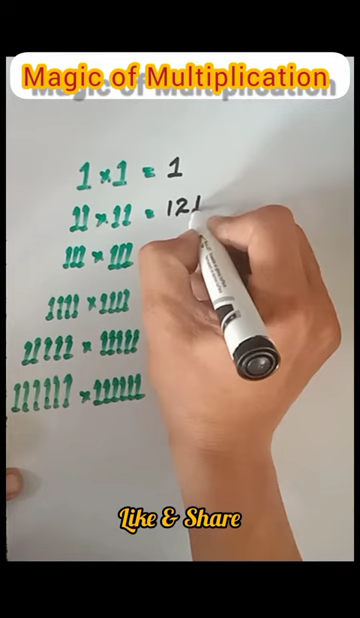 Magic of Multiplication
1 × 1 = 1
11 × 11 = 121
111 × 111
1111 × 1111
11111 × 11111
111111 × 111111
Like & Share